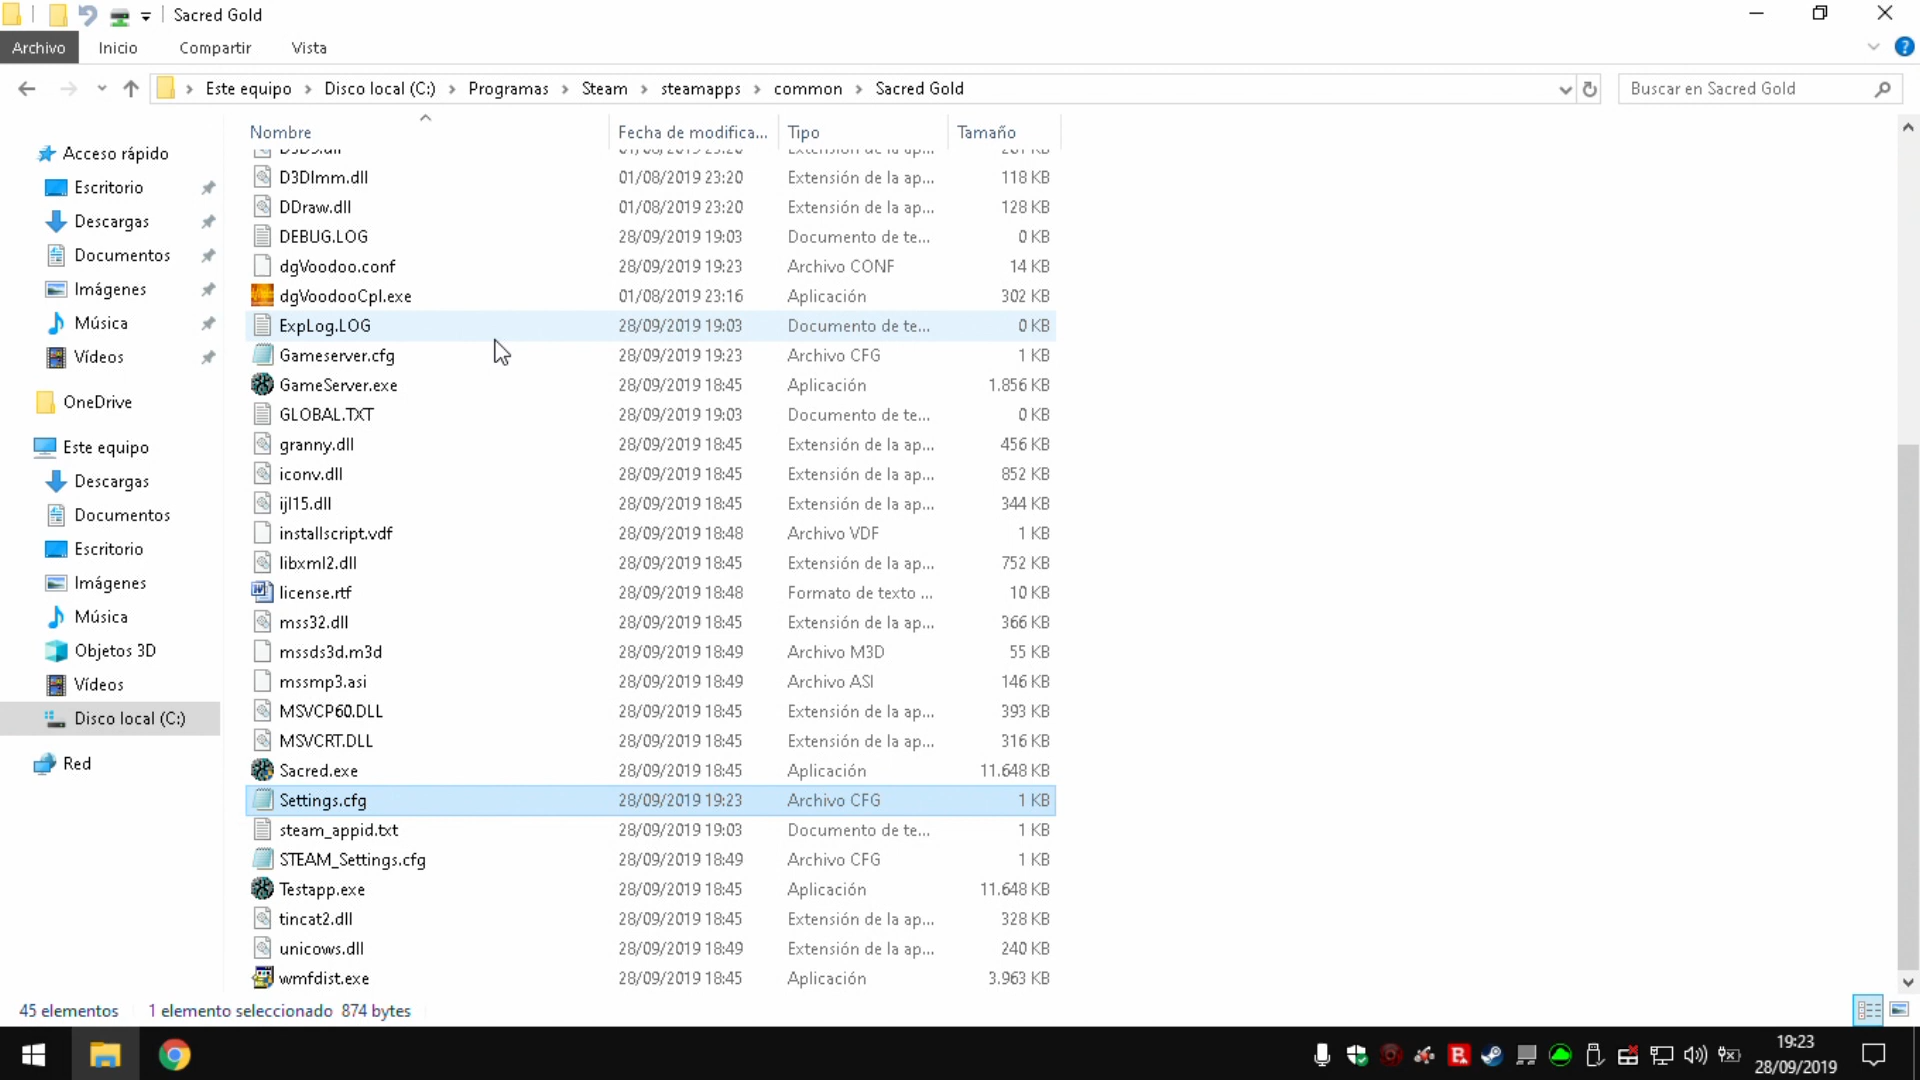 Sacred Gold
Archivo Inicio Compartir Vista
Este equipo Disco local (C:) Programas Steam steamapps common Sacred Gold
Buscar en Sacred Gold
Acceso rápido
Escritorio
Descargas
Documentos
Imágenes
Música
Vídeos
OneDrive
Este equipo
Descargas
Documentos
Escritorio
Imágenes
Música
Objetos 3D
Vídeos
Disco local (C:)
Red
Nombre Fecha de modifica... Tipo Tamaño
D3DImm.dll 01/08/2019 23:20 Extensión de la ap... 118 KB
DDraw.dll 01/08/2019 23:20 Extensión de la ap... 128 KB
DEBUG.LOG 28/09/2019 19:03 Documento de te... 0 KB
dgVoodoo.conf 28/09/2019 19:23 Archivo CONF 14 KB
dgVoodooCpl.exe 01/08/2019 23:16 Aplicación 302 KB
ExpLog.LOG 28/09/2019 19:03 Documento de te... 0 KB
Gameserver.cfg 28/09/2019 19:23 Archivo CFG 1 KB
GameServer.exe 28/09/2019 18:45 Aplicación 1.856 KB
GLOBAL.TXT 28/09/2019 19:03 Documento de te... 0 KB
granny.dll 28/09/2019 18:45 Extensión de la ap... 456 KB
iconv.dll 28/09/2019 18:45 Extensión de la ap... 852 KB
ijl15.dll 28/09/2019 18:45 Extensión de la ap... 344 KB
installscript.vdf 28/09/2019 18:48 Archivo VDF 1 KB
libxml2.dll 28/09/2019 18:45 Extensión de la ap... 752 KB
license.rtf 28/09/2019 18:48 Formato de texto ... 10 KB
mss32.dll 28/09/2019 18:45 Extensión de la ap... 366 KB
mssds3d.m3d 28/09/2019 18:49 Archivo M3D 55 KB
mssmp3.asi 28/09/2019 18:49 Archivo ASI 146 KB
MSVCP60.DLL 28/09/2019 18:45 Extensión de la ap... 393 KB
MSVCRT.DLL 28/09/2019 18:45 Extensión de la ap... 316 KB
Sacred.exe 28/09/2019 18:45 Aplicación 11.648 KB
Settings.cfg 28/09/2019 19:23 Archivo CFG 1 KB
steam_appid.txt 28/09/2019 19:03 Documento de te... 1 KB
STEAM_Settings.cfg 28/09/2019 18:49 Archivo CFG 1 KB
Testapp.exe 28/09/2019 18:45 Aplicación 11.648 KB
tincat2.dll 28/09/2019 18:45 Extensión de la ap... 328 KB
unicows.dll 28/09/2019 18:49 Extensión de la ap... 240 KB
wmfdist.exe 28/09/2019 18:45 Aplicación 3.963 KB
45 elementos 1 elemento seleccionado 874 bytes
19:23
28/09/2019